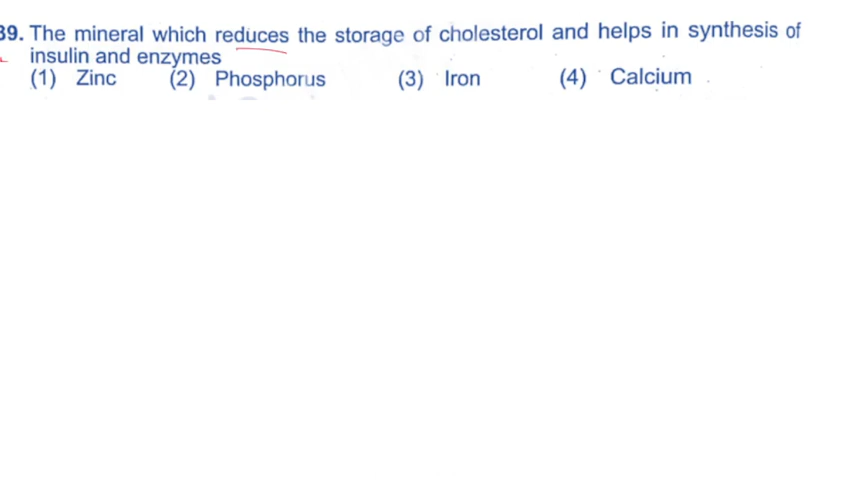 39. The mineral which reduces the storage of cholesterol and helps in synthesis of
insulin and enzymes
(1) Zinc (2) Phosphorus (3) Iron (4) Calcium